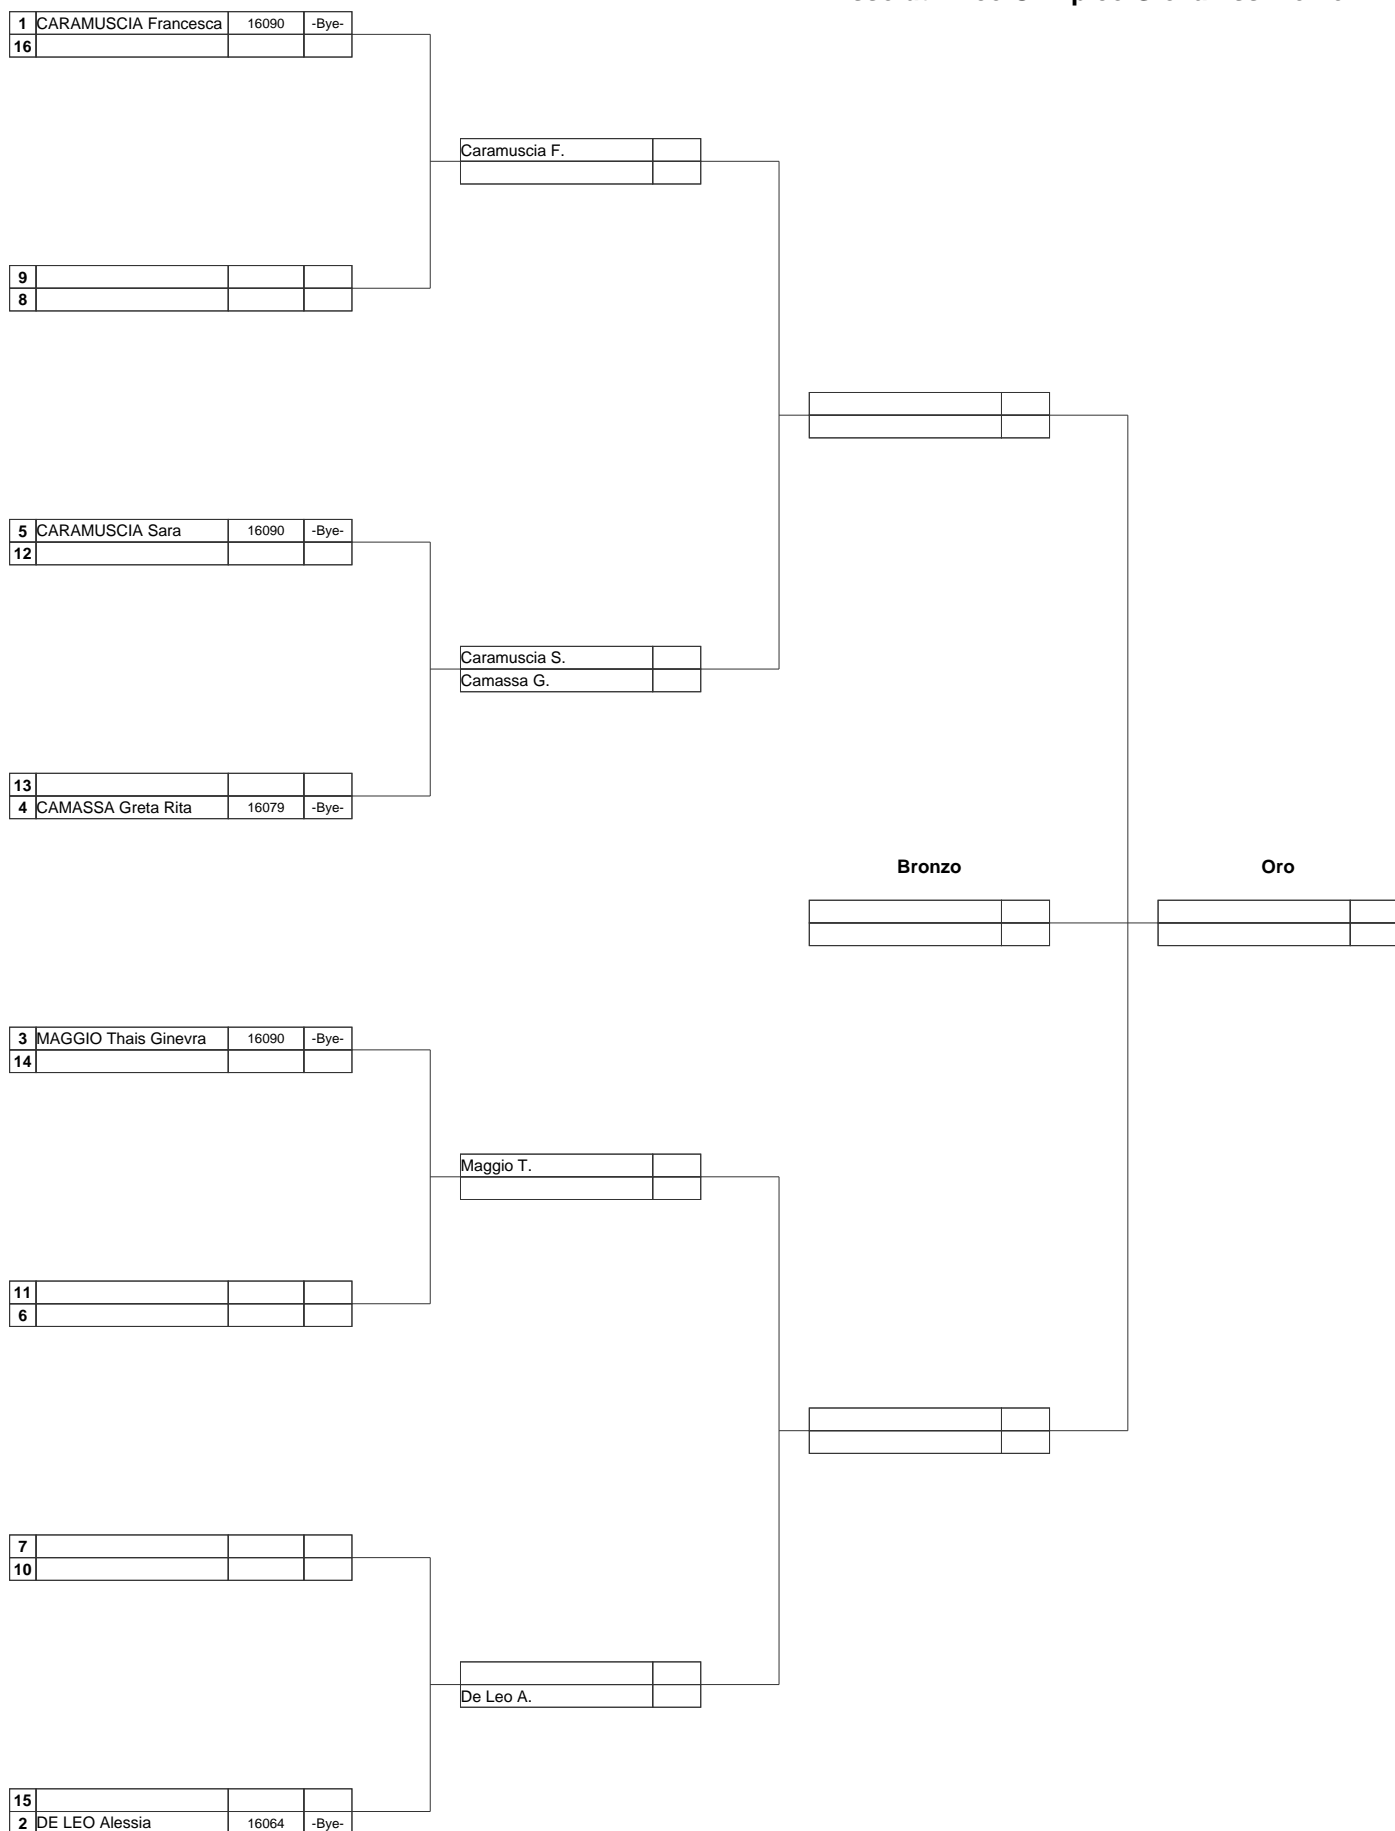 1 CARAMUSCIA Francesca 16090 -Bye-
16
Caramuscia F.
9
8
5 CARAMUSCIA Sara 16090 -Bye-
12
Caramuscia S.
Camassa G.
13
4 CAMASSA Greta Rita 16079 -Bye-
Bronzo Oro
3 MAGGIO Thais Ginevra 16090 -Bye-
14
Maggio T.
11
6
7
10
De Leo A.
15
2 DE LEO Alessia 16064 -Bye-